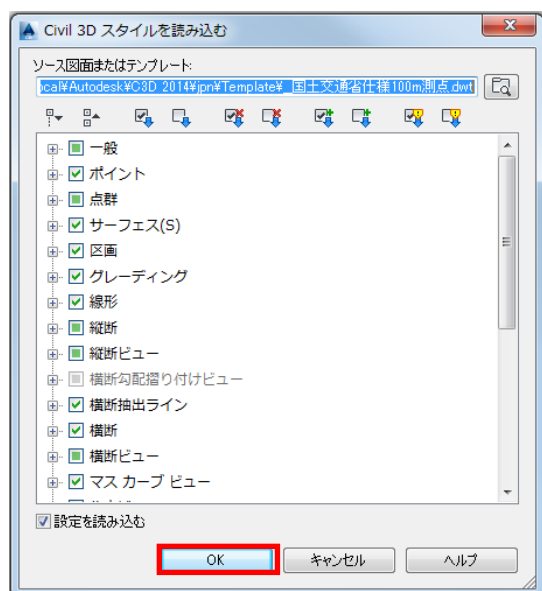 Civil 3D スタイルを読み込む
ソース図面またはテンプレート:
ocal¥Autodesk¥C3D 2014¥jpn¥Template¥_国土交通省仕様100m測点.dwt
一般
ポイント
点群
サーフェス(S)
区画
グレーディング
線形
縦断
縦断ビュー
横断勾配摺り付けビュー
横断抽出ライン
横断
横断ビュー
マス カーブ ビュー
設定を読み込む
OK キャンセル ヘルプ